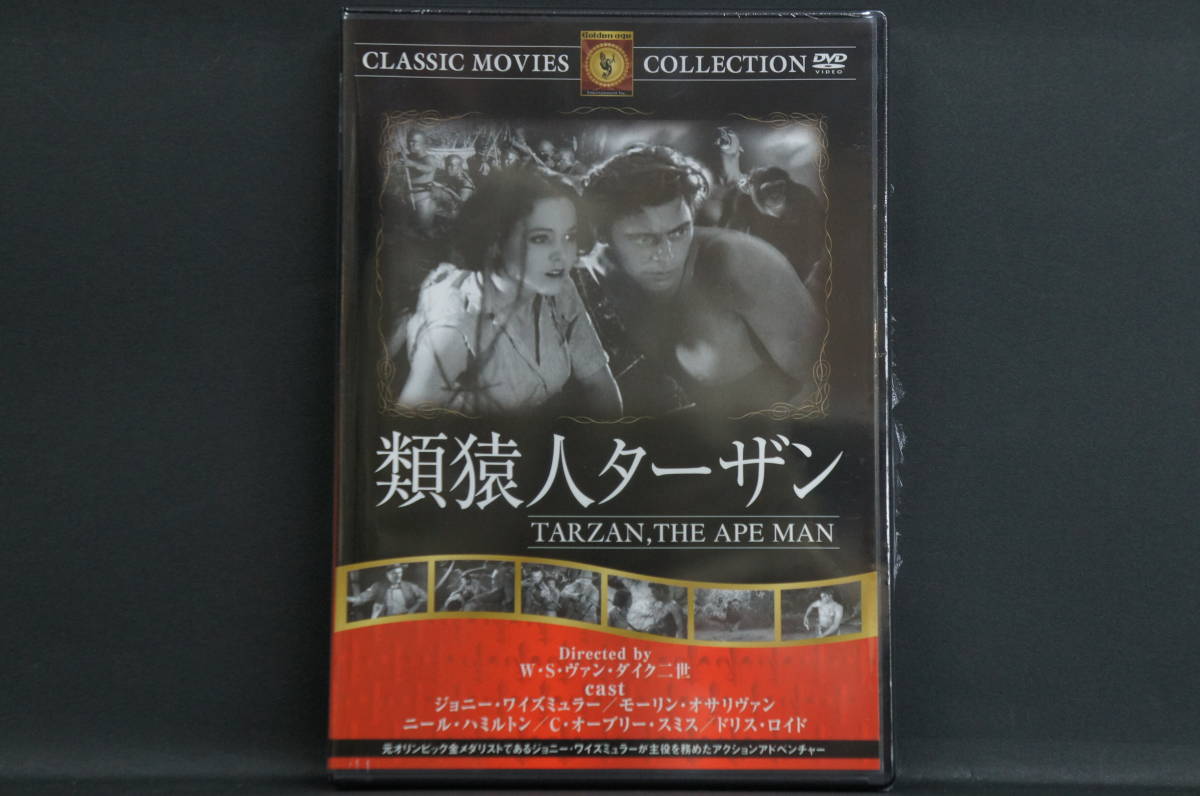 Golden age
CLASSIC MOVIES COLLECTION DVD
VIDEO
類猿人ターザン
TARZAN,THE APE MAN
Directed by
W・S・ヴァン・ダイク二世
cast
ジョニー・ワイズミュラー／モーリン・オサリヴァン
ニール・ハミルトン／C・オーブリー・スミス／ドリス・ロイド
元オリンピック金メダリストであるジョニー・ワイズミュラーが主役を務めたアクションアドベンチャー